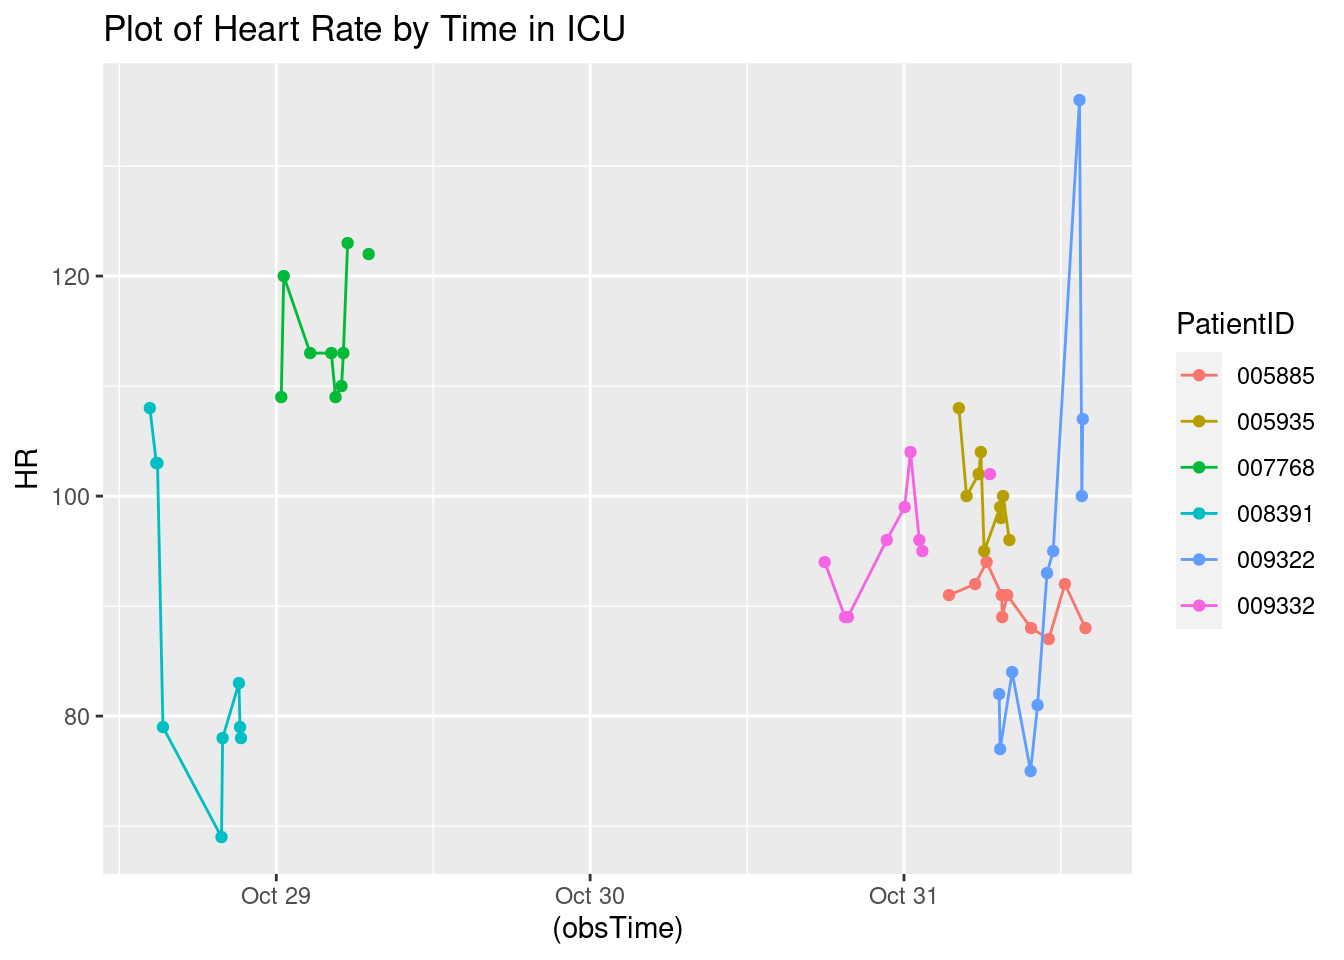 Plot of Heart Rate by Time in ICU
HR
120
100
80
Oct 29
Oct 30
Oct 31
(obsTime)
PatientID
005885
005935
007768
008391
009322
009332